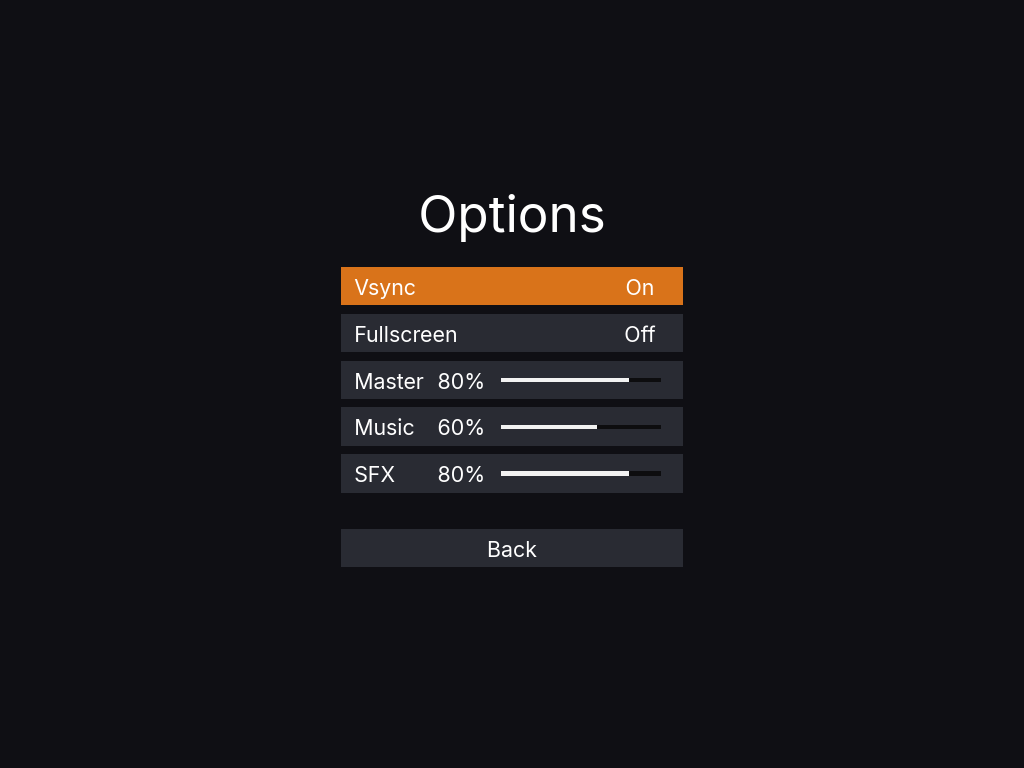 Options
Vsync On
Fullscreen Off
Master 80%
Music 60%
SFX 80%
Back